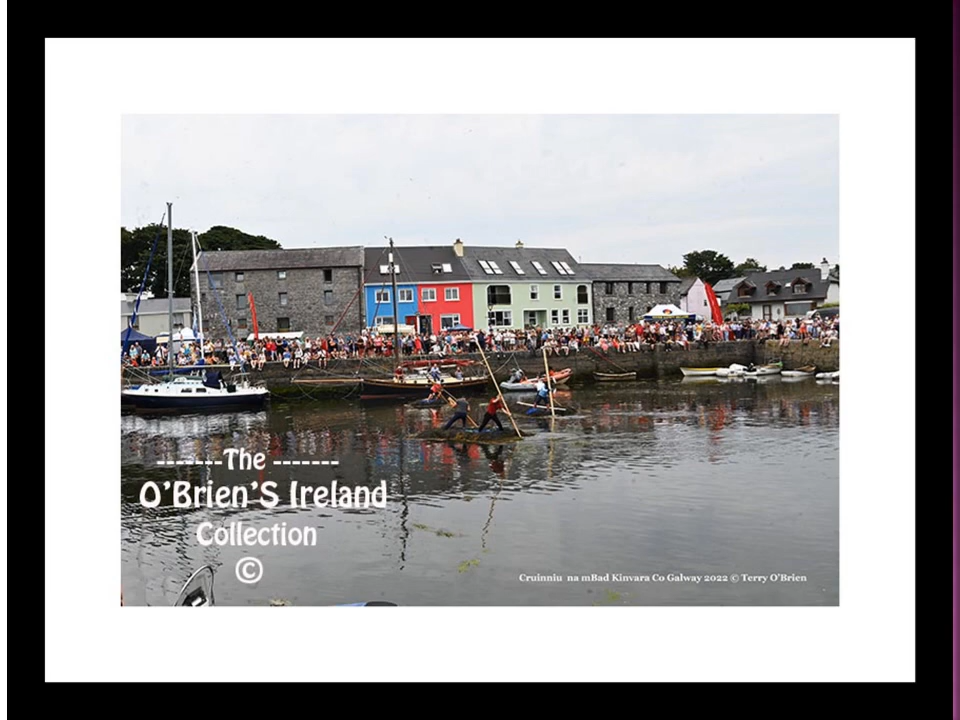 -------The -------
O'Brien'S Ireland
Collection
©
Cruinniu na mBad Kinvara Co Galway 2022 © Terry O'Brien